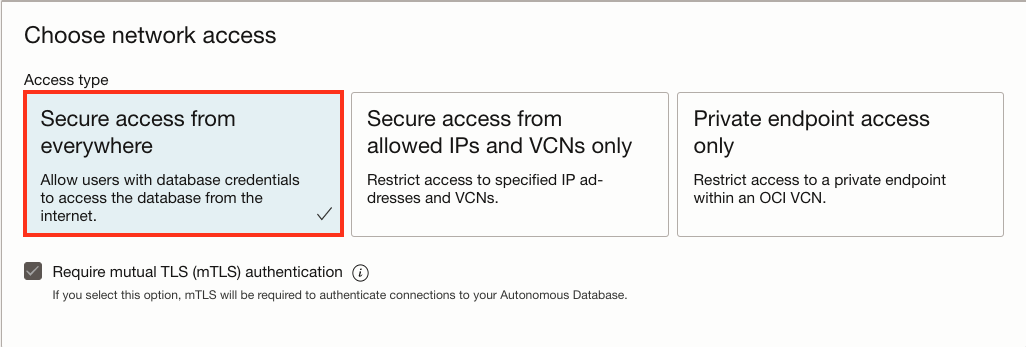 Choose network access
Access type
Secure access from
everywhere
Allow users with database credentials
to access the database from the
internet.
Secure access from
allowed IPs and VCNs only
Restrict access to specified IP ad-
dresses and VCNs.
Private endpoint access
only
Restrict access to a private endpoint
within an OCI VCN.
Require mutual TLS (mTLS) authentication
If you select this option, mTLS will be required to authenticate connections to your Autonomous Database.